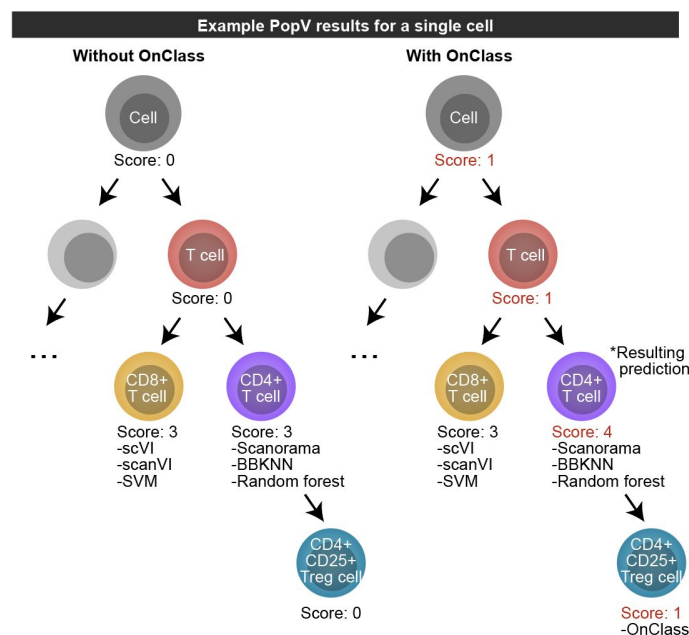 Example PopV results for a single cell
Without OnClass
Cell
Score: 0
T cell
Score: 0
...
CD8+
T cell
Score: 3
-scVI
-scanVI
-SVM
CD4+
T cell
Score: 3
-Scanorama
-BBKNN
-Random forest
CD4+
CD25+
Treg cell
Score: 0
With OnClass
Cell
Score: 1
T cell
Score: 1
...
CD8+
T cell
Score: 3
-scVI
-scanVI
-SVM
*Resulting
prediction
CD4+
T cell
Score: 4
-Scanorama
-BBKNN
-Random forest
CD4+
CD25+
Treg cell
Score: 1
-OnClass